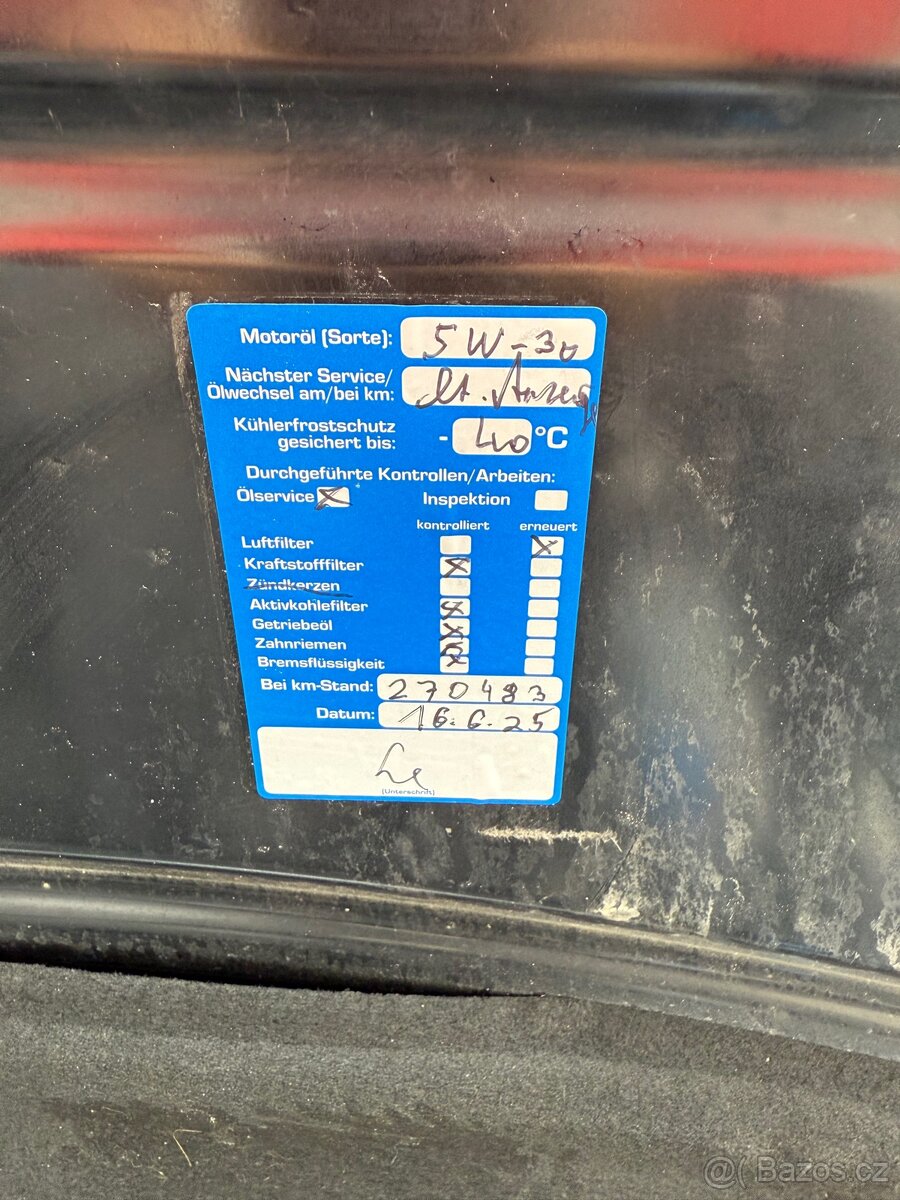 Motoröl (Sorte): 5W-30
Nächster Service/
Ölwechsel am/bei km: lt. Anzeige
Kühlerfrostschutz
gesichert bis: - 40 °C
Durchgeführte Kontrollen/Arbeiten:
Ölservice X Inspektion
kontrolliert erneuert
Luftfilter X
Kraftstofffilter X
Zündkerzen
Aktivkohlefilter X
Getriebeöl X
Zahnriemen
Bremsflüssigkeit X
Bei km-Stand: 270483
Datum: 16.6.25
(Unterschrift)
@( Bazos.cz